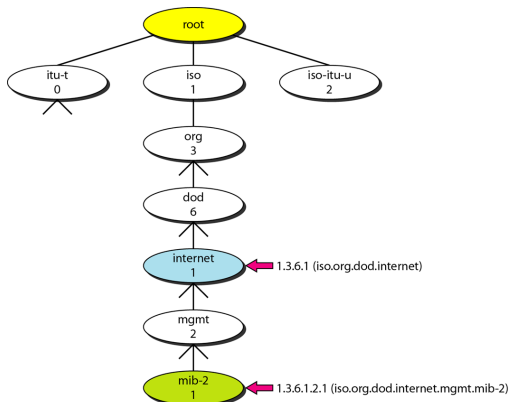 root
itu-t
0
iso
1
iso-itu-u
2
org
3
dod
6
internet
1
1.3.6.1 (iso.org.dod.internet)
mgmt
2
mib-2
1
1.3.6.1.2.1 (iso.org.dod.internet.mgmt.mib-2)